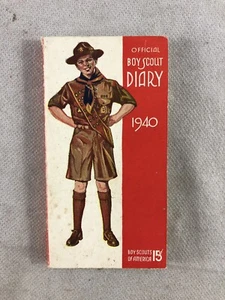 OFFICIAL
BOY SCOUT
DIARY
1940
BOY SCOUTS
OF AMERICA 15¢